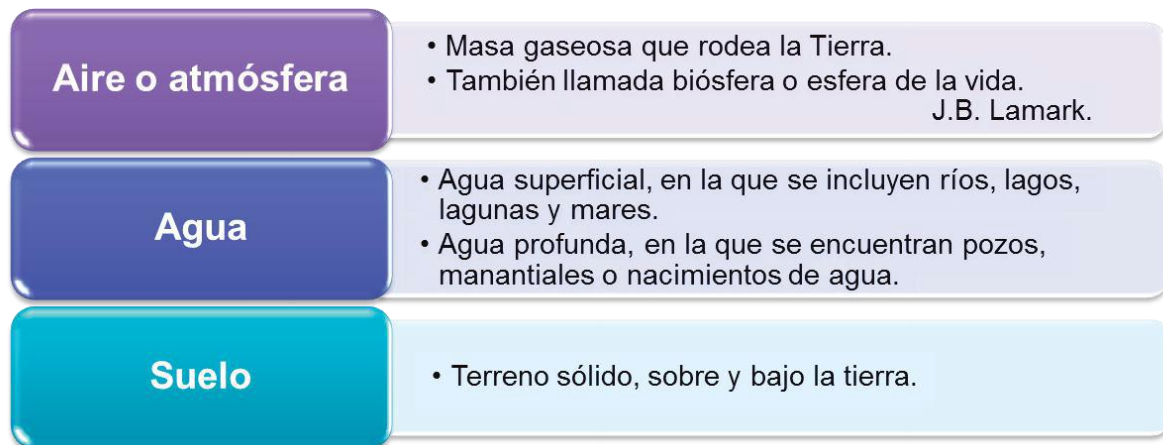 Aire o atmósfera
• Masa gaseosa que rodea la Tierra.
• También llamada biósfera o esfera de la vida.
J.B. Lamark.
Agua
• Agua superficial, en la que se incluyen ríos, lagos,
lagunas y mares.
• Agua profunda, en la que se encuentran pozos,
manantiales o nacimientos de agua.
Suelo
• Terreno sólido, sobre y bajo la tierra.